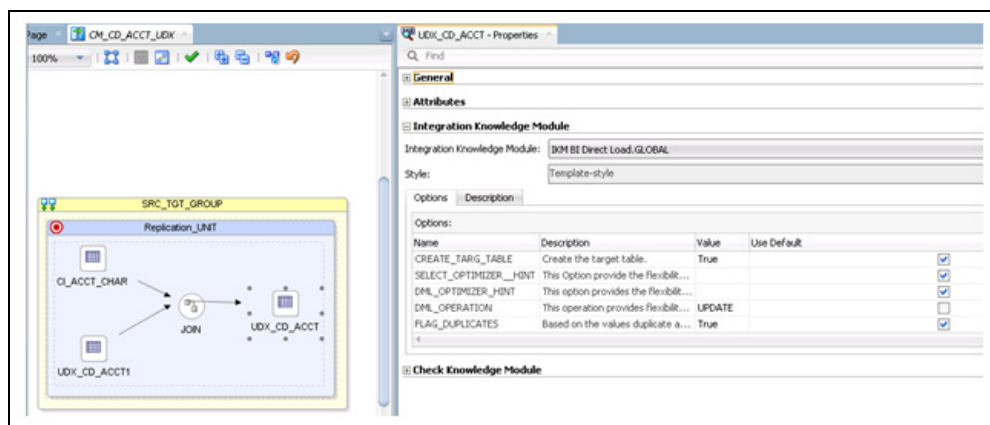 Page
CM_CD_ACCT_UDX
100%
SRC_TGT_GROUP
Replication_UNIT
CI_ACCT_CHAR
JOIN
UDX_CD_ACCT
UDX_CD_ACCT1
UDX_CD_ACCT - Properties
Find
General
Attributes
Integration Knowledge Module
Integration Knowledge Module: IKM BI Direct Load.GLOBAL
Style: Template-style
Options Description
Options:
Name Description Value Use Default
CREATE_TARG_TABLE Create the target table. True
SELECT_OPTIMIZER_HINT This Option provide the flexibilit...
DML_OPTIMIZER_HINT This option provides the flexibilit...
DML_OPERATION This operation provides flexibilit... UPDATE
FLAG_DUPLICATES Based on the values duplicate a... True
Check Knowledge Module